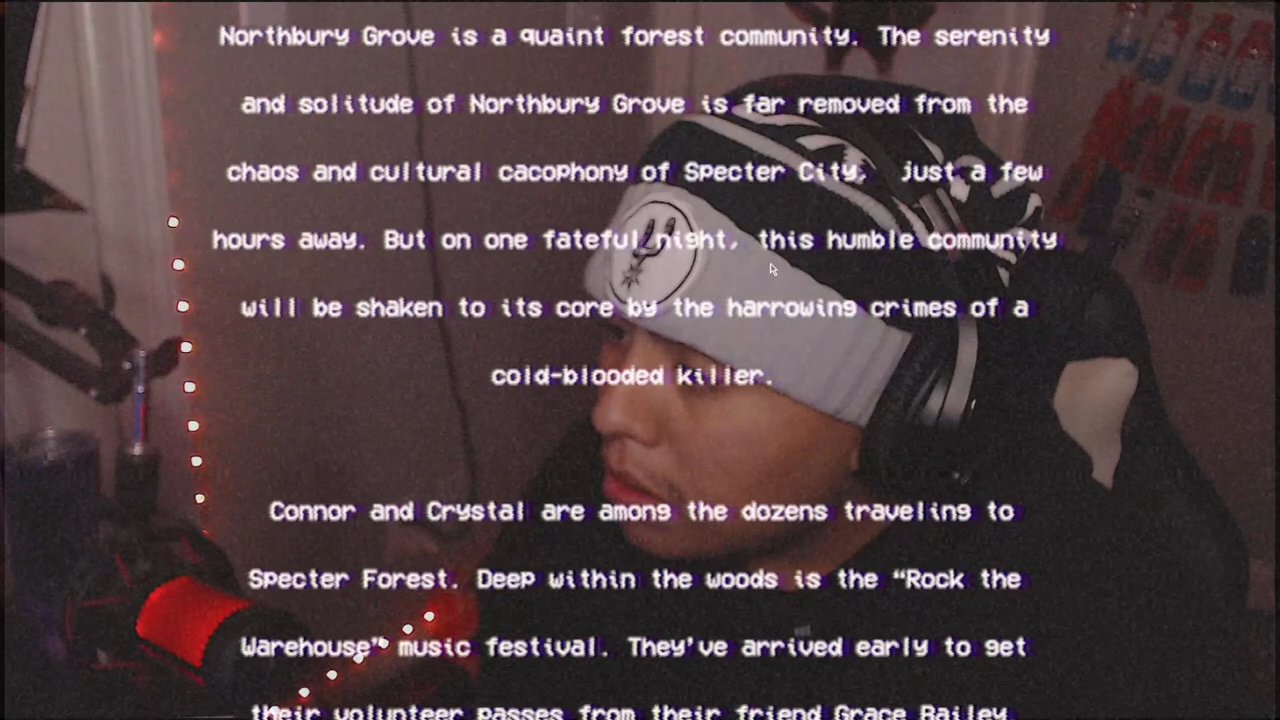 Northbury Grove is a quaint forest community. The serenity
and solitude of Northbury Grove is far removed from the
chaos and cultural cacophony of Specter City, just a few
hours away. But on one fateful night, this humble community
will be shaken to its core by the harrowing crimes of a
cold-blooded killer.
Connor and Crystal are among the dozens traveling to
Specter Forest. Deep within the woods is the “Rock the
Warehouse” music festival. They've arrived early to get
their volunteer passes from their friend Grace Bailey.